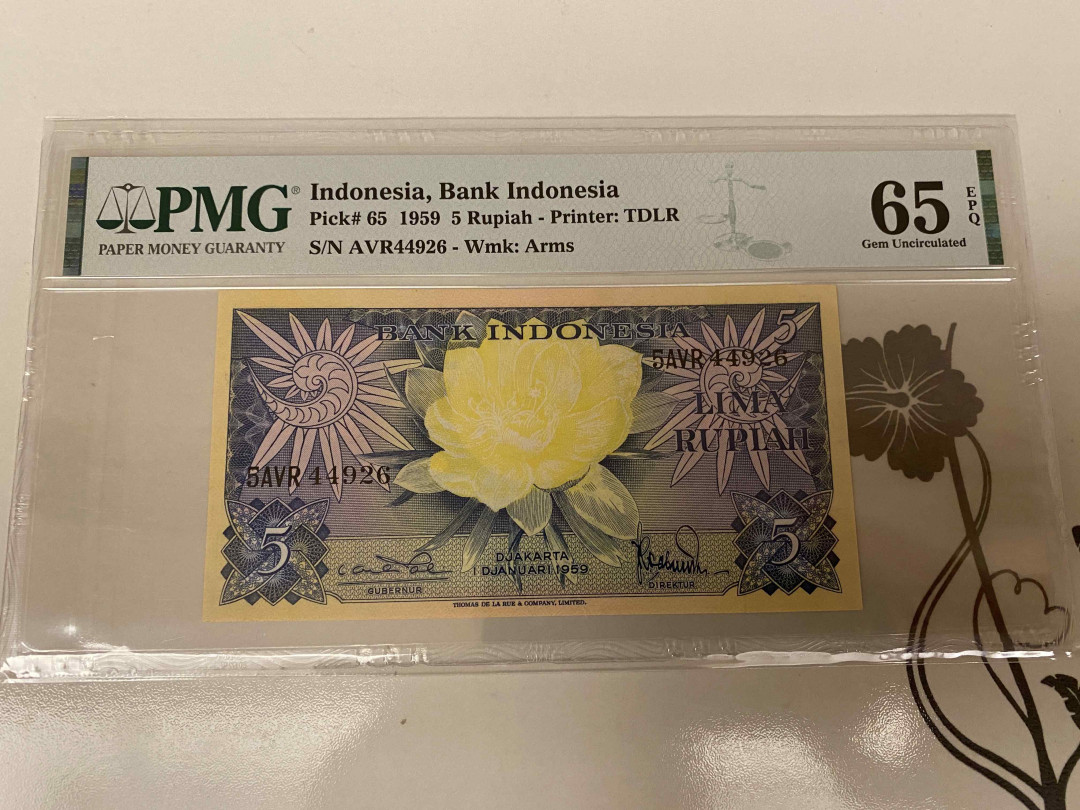 PMG®
PAPER MONEY GUARANTY
Indonesia, Bank Indonesia
Pick# 65 1959 5 Rupiah - Printer: TDLR
S/N AVR44926 - Wmk: Arms
65
EPQ
Gem Uncirculated
BANK INDONESIA
5
5AVR 44926
LIMA
RUPIAH
5AVR 44926
5
5
5
DJAKARTA
1 DJANUARI 1959
GUBERNUR
DIREKTUR
THOMAS DE LA RUE & COMPANY, LIMITED.